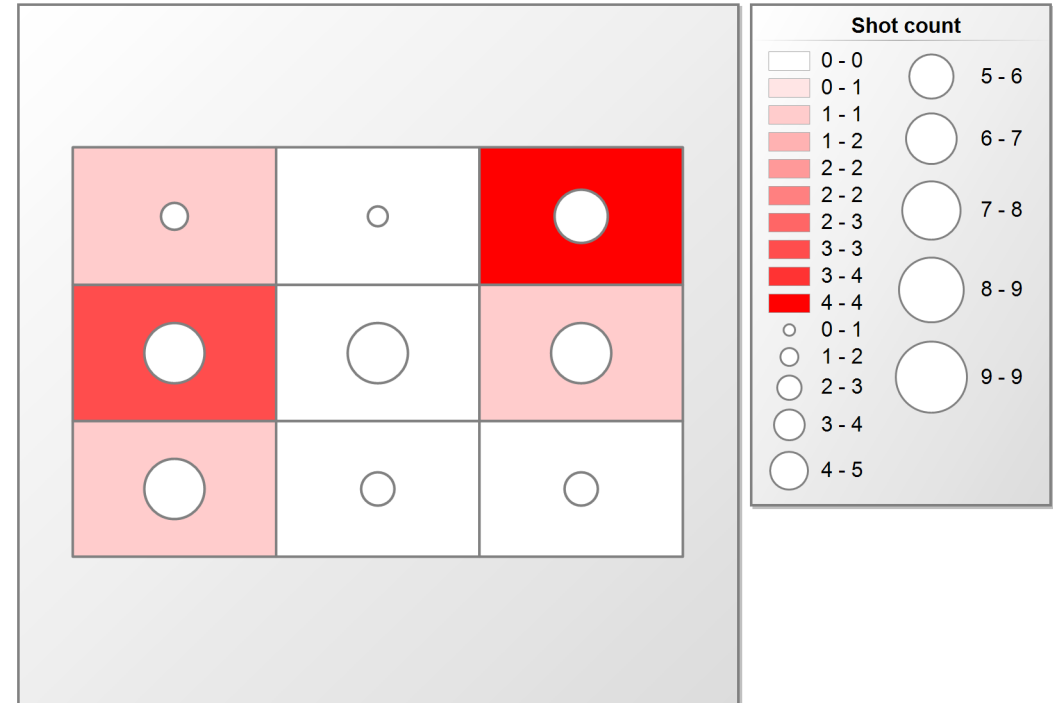 Shot count
0 - 0
0 - 1
1 - 1
1 - 2
2 - 2
2 - 2
2 - 3
3 - 3
3 - 4
4 - 4
0 - 1
1 - 2
2 - 3
3 - 4
4 - 5
5 - 6
6 - 7
7 - 8
8 - 9
9 - 9